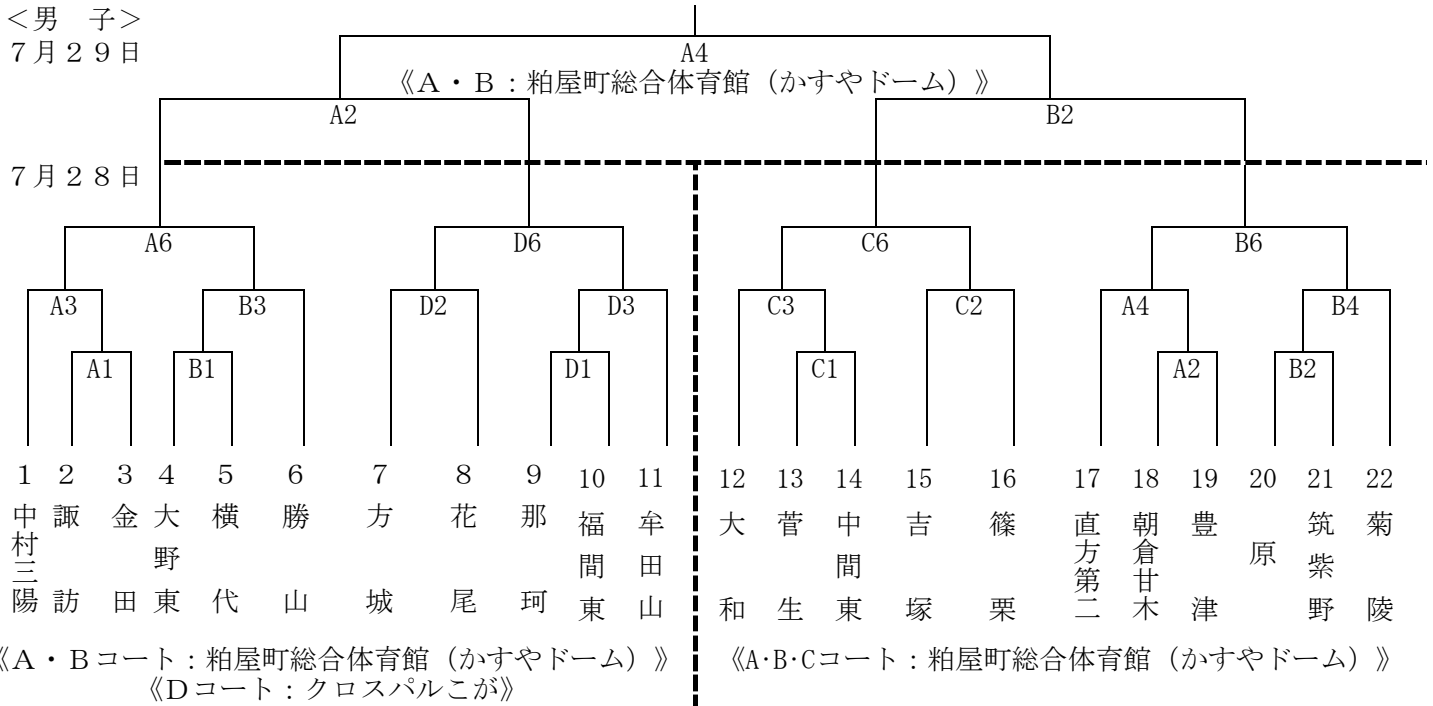 ＜男　子＞
７月２９日
A4
《Ａ・Ｂ：粕屋町総合体育館（かすやドーム）》
A2 B2
７月２８日
A6 D6 C6 B6
A3 B3 D2 D3 C3 C2 A4 B4
A1 B1 D1 C1 A2 B2
1 2 3 4 5 6 7 8 9 10 11 12 13 14 15 16 17 18 19 20 21 22
中村三陽
諏訪
金田
大野東
横代
勝山
方城
花尾
那珂
福間東
牟田山
大和
菅生
中間東
吉塚
篠栗
直方第二
朝倉甘木
豊津
原
筑紫野
菊陵
《Ａ・Ｂコート：粕屋町総合体育館（かすやドーム）》
《A･B･Cコート：粕屋町総合体育館（かすやドーム）》
《Ｄコート：クロスパルこが》